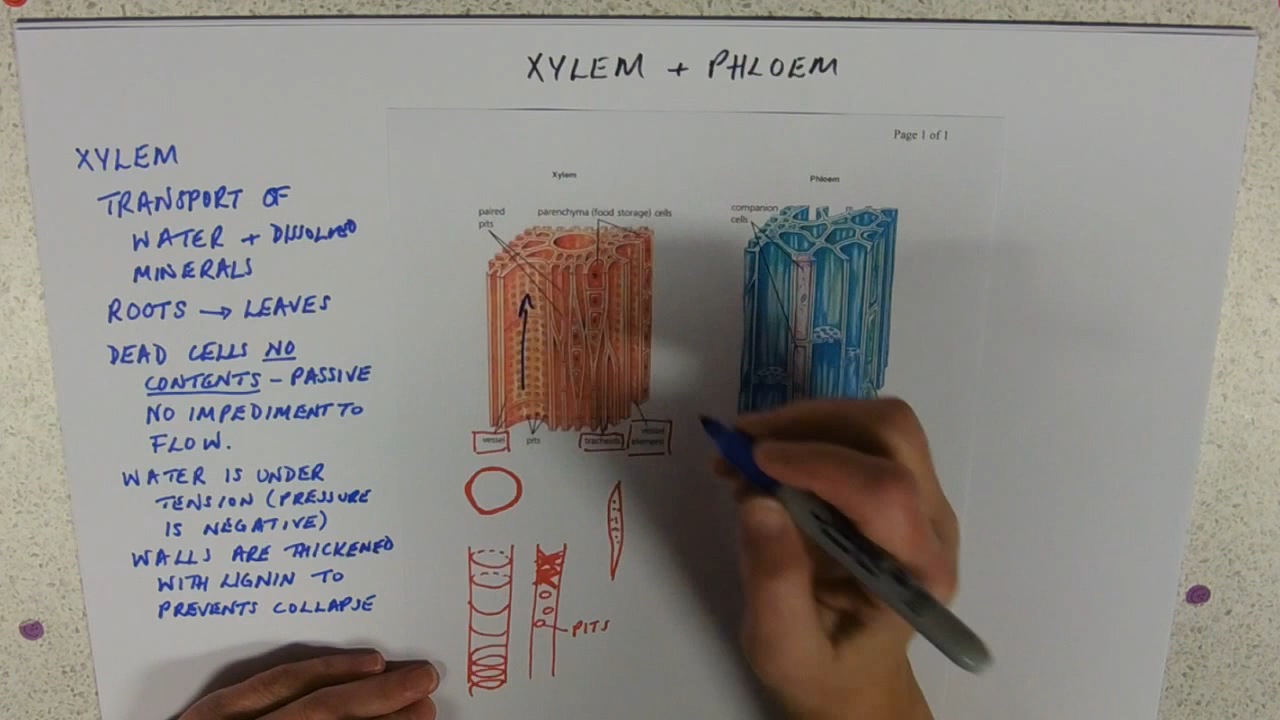 XYLEM + PHLOEM
Page 1 of 1
XYLEM
TRANSPORT OF
WATER + DISSOLVED
MINERALS
ROOTS → LEAVES
DEAD CELLS NO
CONTENTS - PASSIVE
NO IMPEDIMENT TO
FLOW.
WATER IS UNDER
TENSION (PRESSURE
IS NEGATIVE)
WALLS ARE THICKENED
WITH LIGNIN TO
PREVENTS COLLAPSE
Xylem
paired
pits
parenchyma (food storage) cells
vessel
pits
tracheids
vessel
element
PITS
Phloem
companion
cells